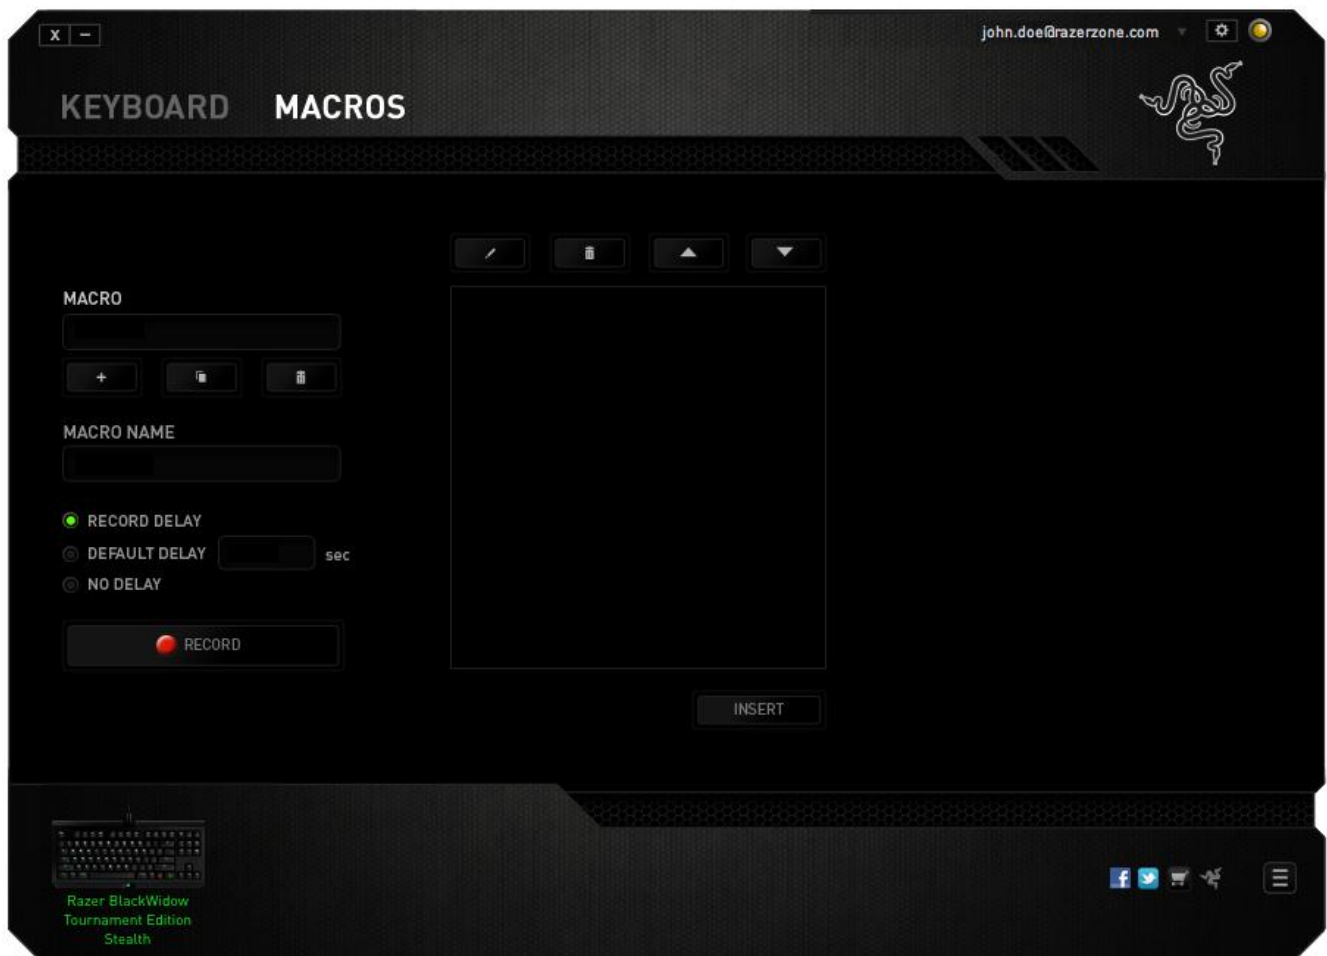 X –
john.doe@razerzone.com
KEYBOARD MACROS
MACRO
+
MACRO NAME
RECORD DELAY
DEFAULT DELAY sec
NO DELAY
RECORD
INSERT
Razer BlackWidow
Tournament Edition
Stealth